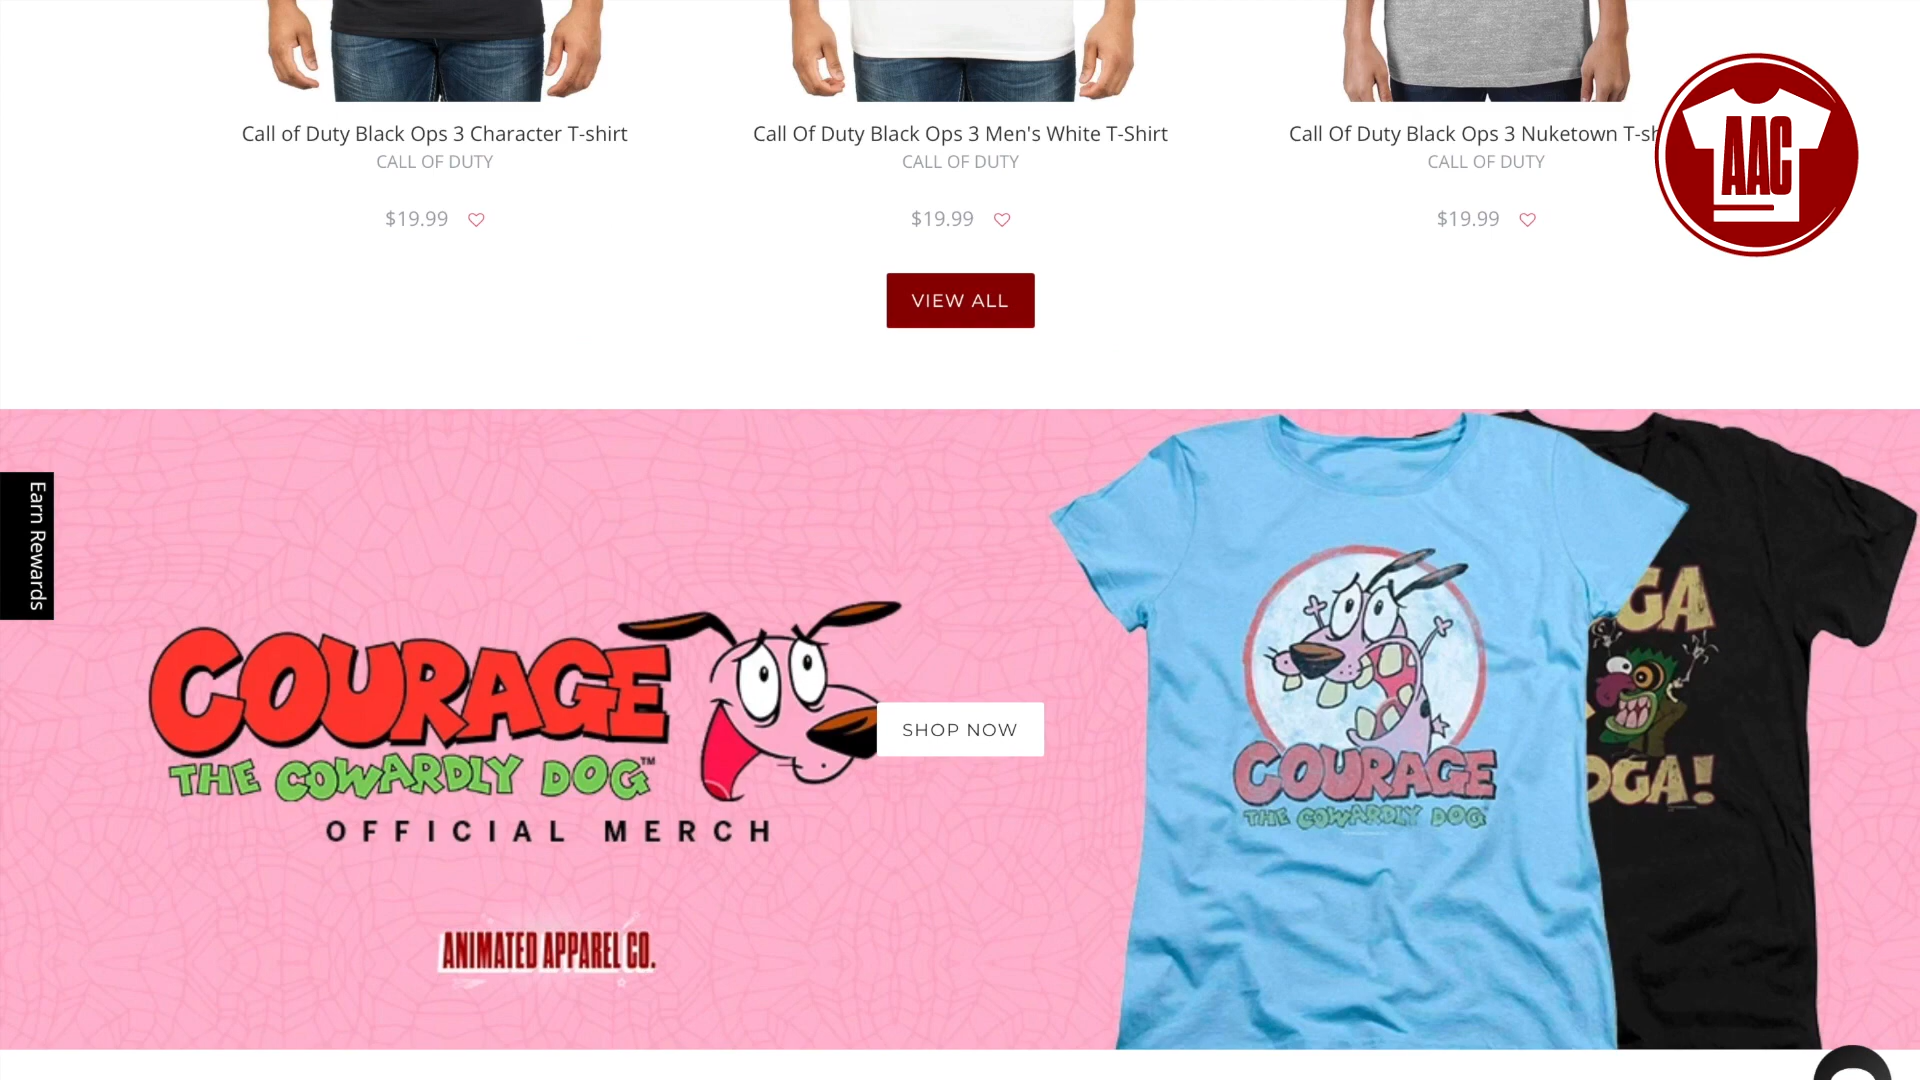 Call of Duty Black Ops 3 Character T-shirt
CALL OF DUTY
$19.99
Call Of Duty Black Ops 3 Men's White T-Shirt
CALL OF DUTY
$19.99
Call Of Duty Black Ops 3 Nuketown T-sh
CALL OF DUTY
$19.99
AAC
VIEW ALL
Earn Rewards
COURAGE
THE COWARDLY DOG™
OFFICIAL MERCH
SHOP NOW
ANIMATED APPAREL CO.
COURAGE
THE COWARDLY DOG
GA
OGA!